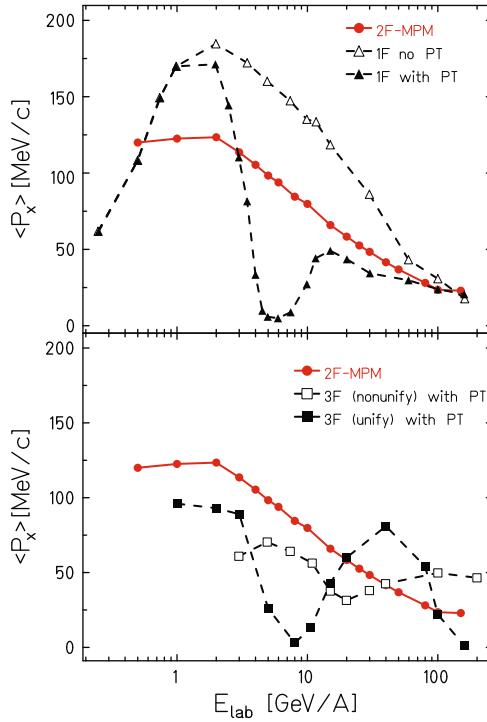 200
150
100
50
0
<P_x> [MeV/c]
2F-MPM
1F no PT
1F with PT
200
150
100
50
0
<P_x> [MeV/c]
2F-MPM
3F (nonunify) with PT
3F (unify) with PT
1 10 100
E_lab [GeV/A]